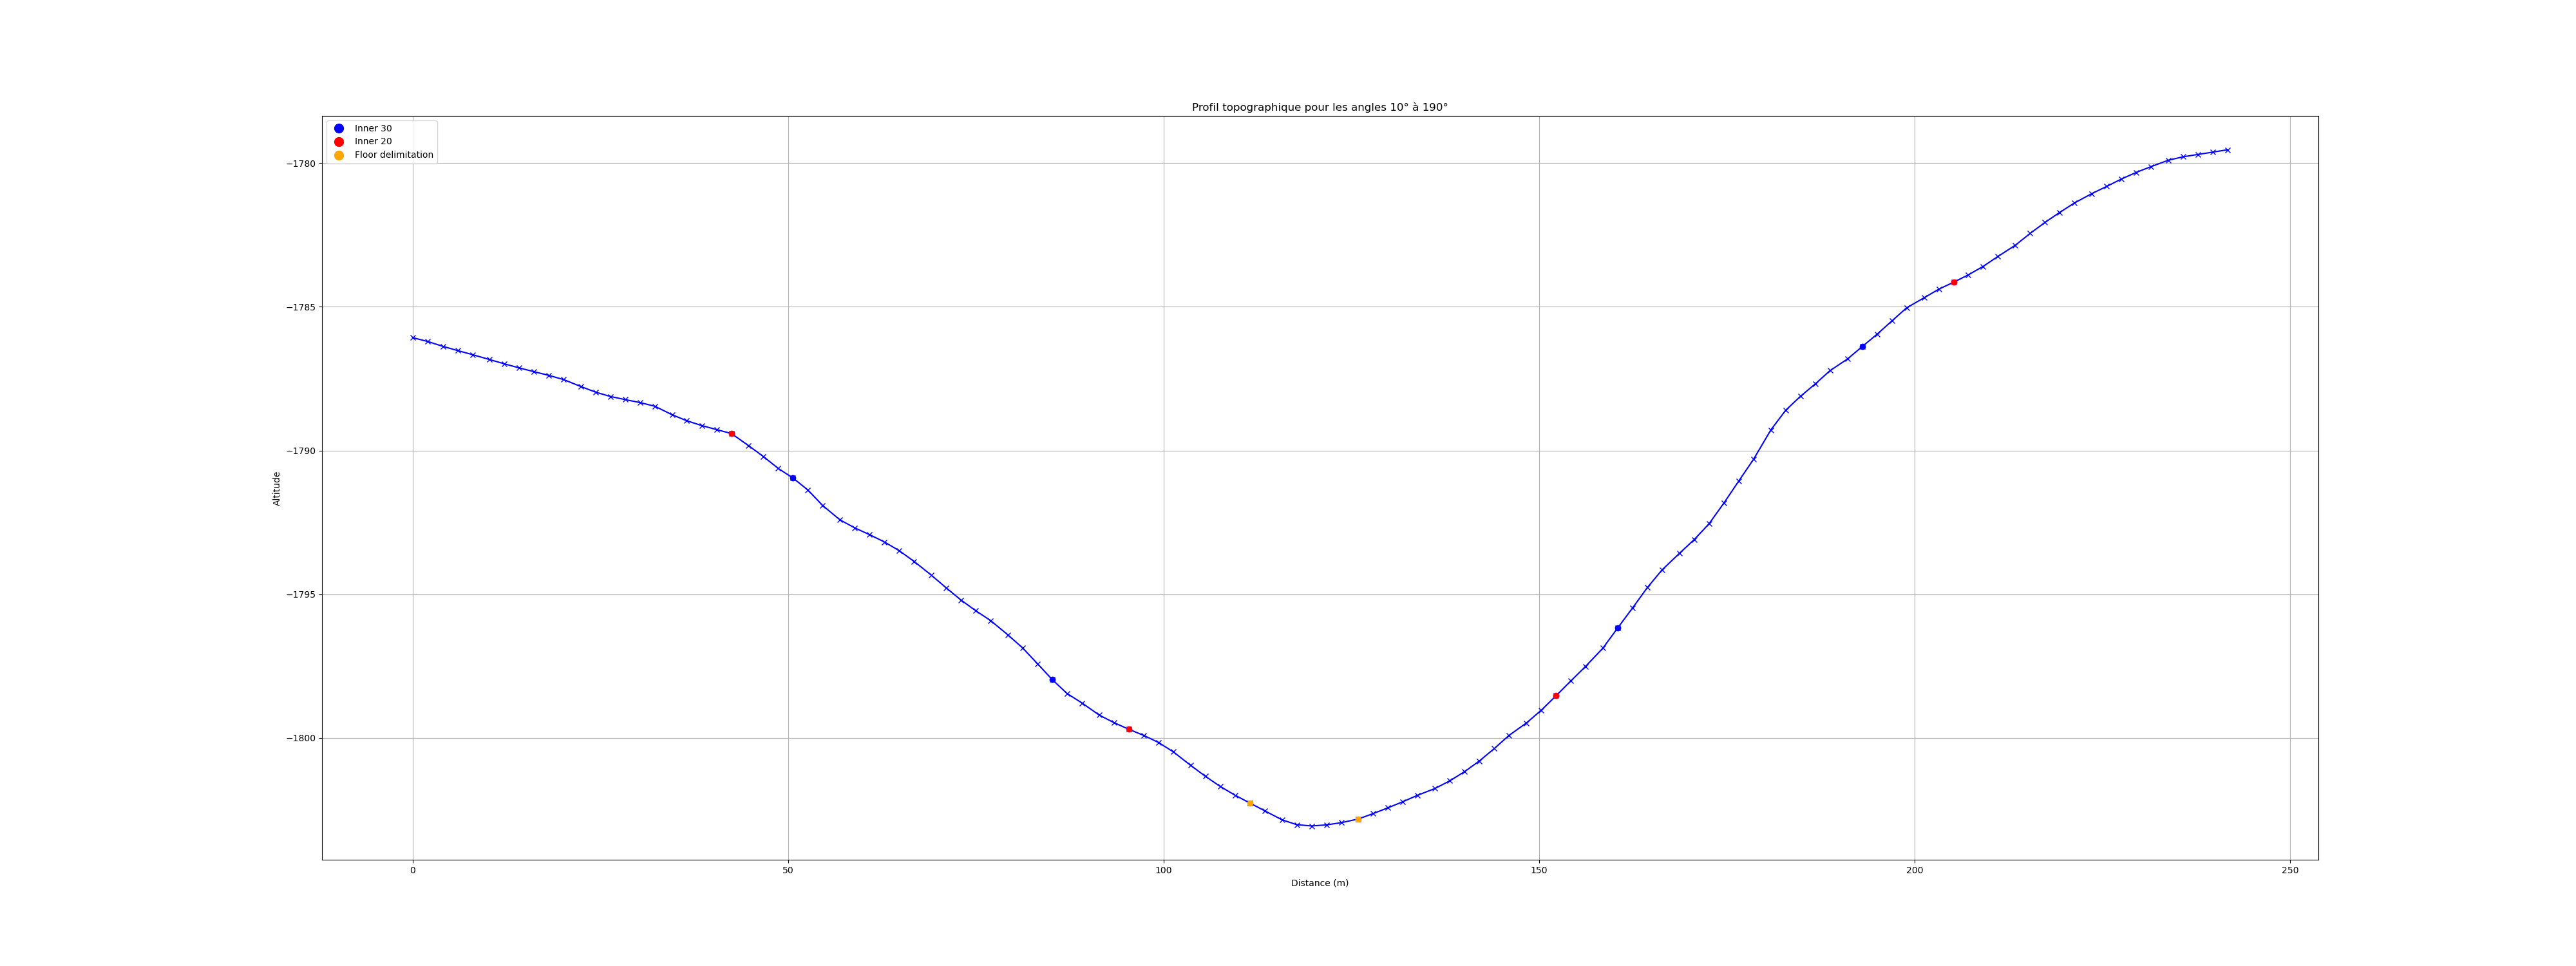 Profil topographique pour les angles 10° à 190°
Inner 30
Inner 20
Floor delimitation
−1780
−1785
−1790
−1795
−1800
Altitude
0 50 100 150 200 250
Distance (m)